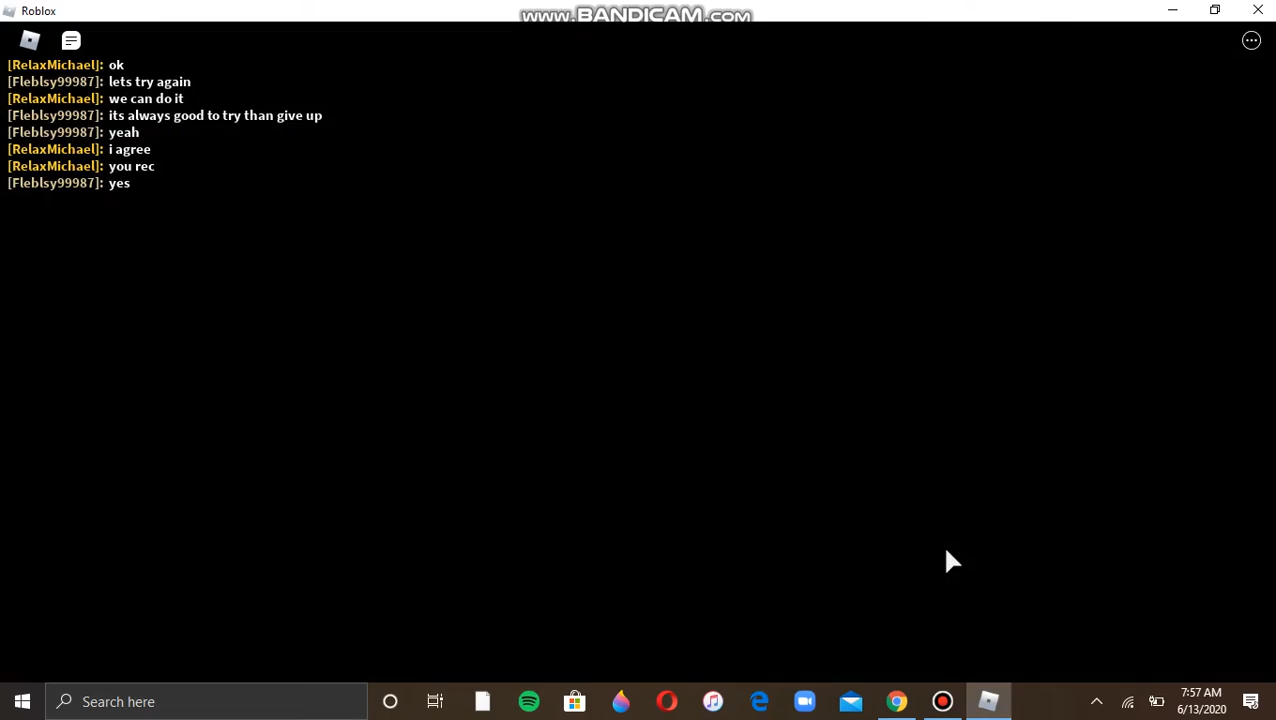 Roblox
www.BANDICAM.com
[RelaxMichael]: ok
[Fleblsy99987]: lets try again
[RelaxMichael]: we can do it
[Fleblsy99987]: its always good to try than give up
[Fleblsy99987]: yeah
[RelaxMichael]: i agree
[RelaxMichael]: you rec
[Fleblsy99987]: yes
Search here
7:57 AM
6/13/2020